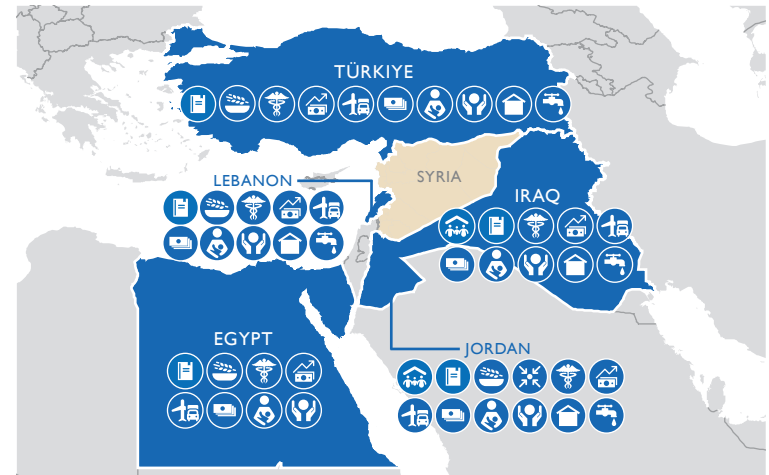 TÜRKIYE
LEBANON
SYRIA
IRAQ
EGYPT
JORDAN